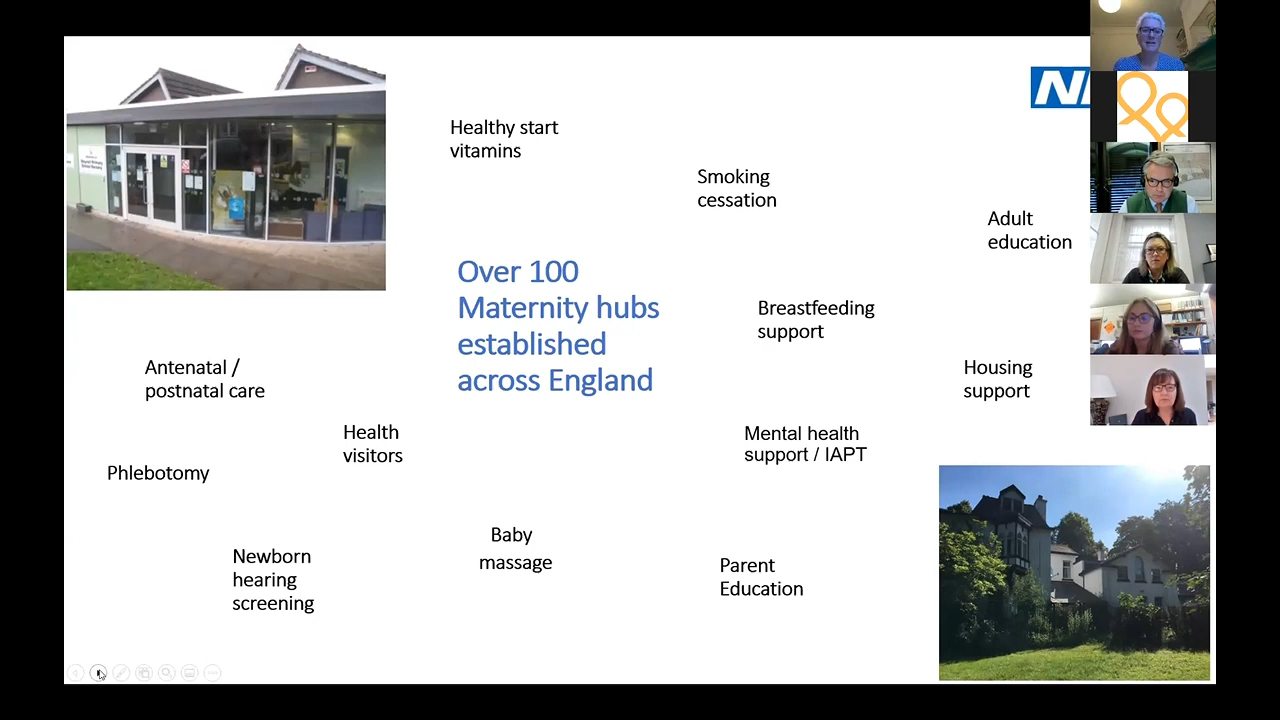 Healthy start
vitamins
Smoking
cessation
Adult
education
Over 100
Maternity hubs
established
across England
Breastfeeding
support
Antenatal /
postnatal care
Housing
support
Health
visitors
Mental health
support / IAPT
Phlebotomy
Baby
massage
Newborn
hearing
screening
Parent
Education